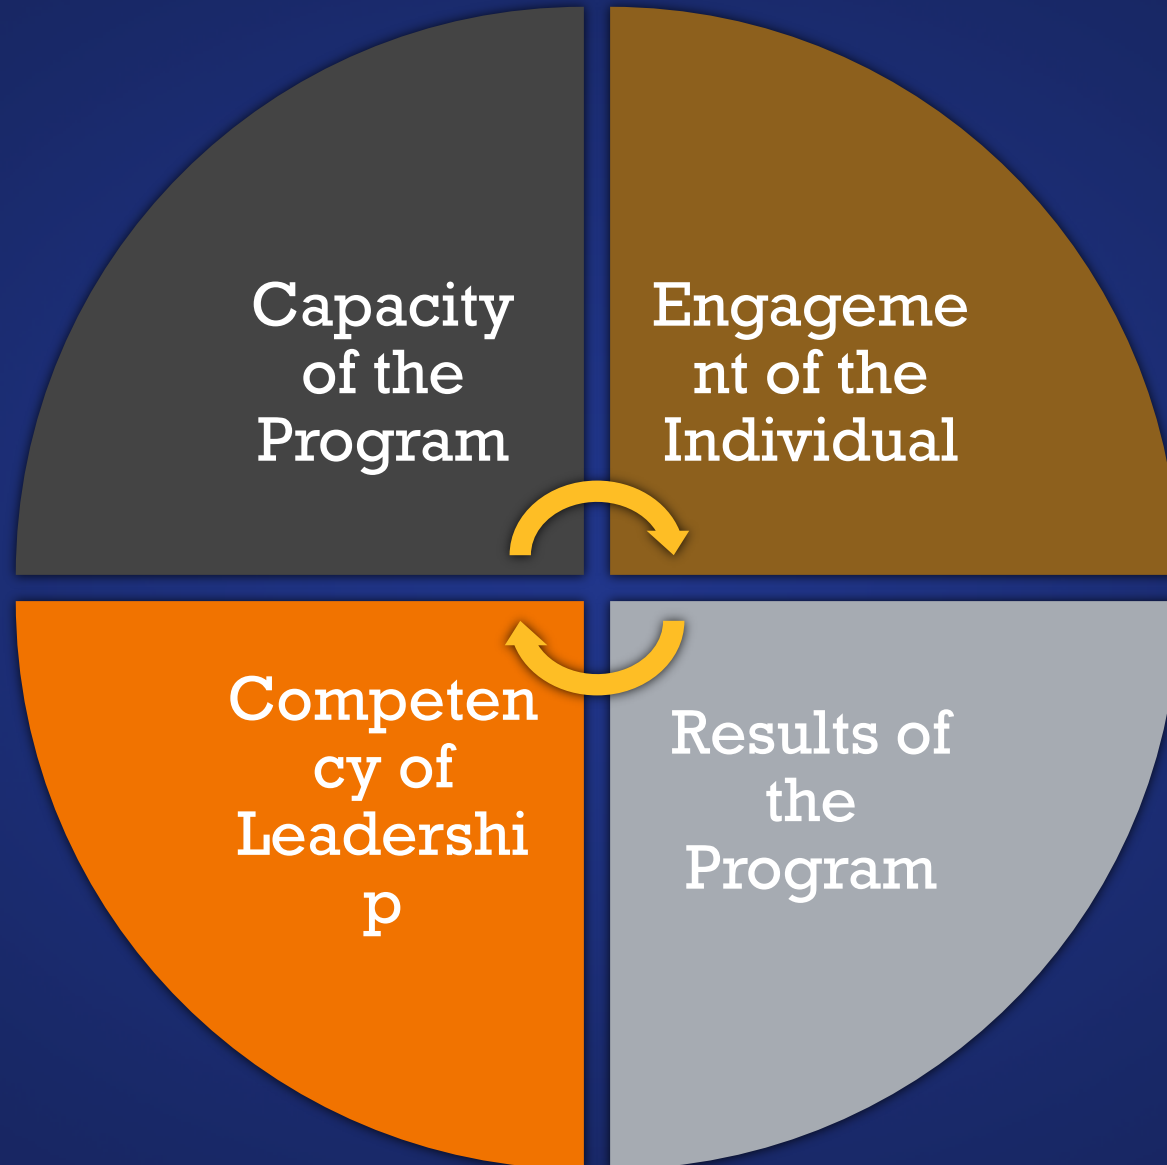 Capacity
of the
Program
Engageme
nt of the
Individual
Competen
cy of
Leadershi
p
Results of
the
Program